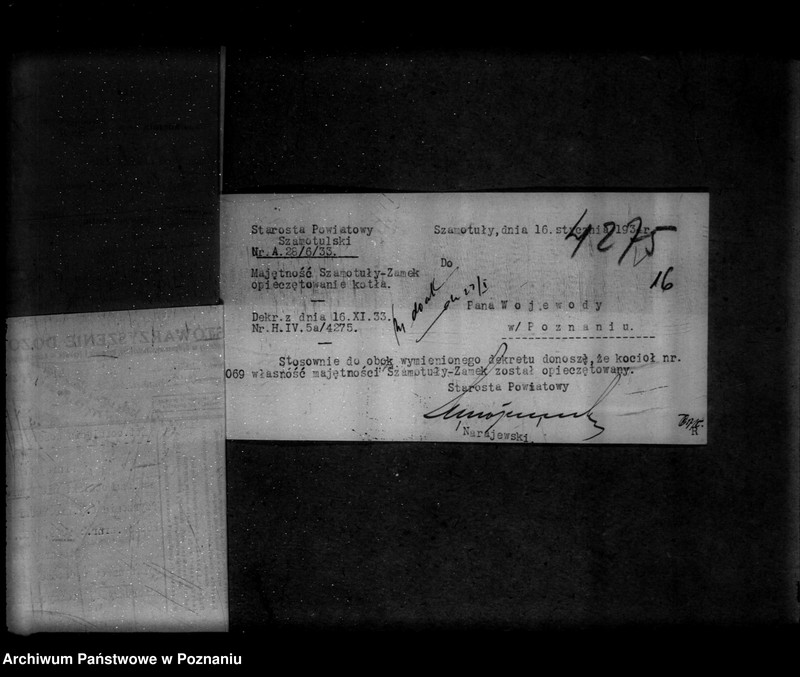 Starosta Powiatowy
Szamotulski
Nr.A.28/6/33.
Szamotuły, dnia 16. stycznia 193 r.
4275
16
Majętność Szamotuły-Zamek
opieczętowanie kotła.
Do
Pana Wojewody
w/Poznaniu.
Dekr.z dnia 16.XI.33.
Nr.H.IV.5a/4275.
Stosownie do obok wymienionego dekretu donoszę, że kocioł nr.
069 własność majętności Szamotuły-Zamek został opieczętowany.
Starosta Powiatowy
Narajewski.
Archiwum Państwowe w Poznaniu